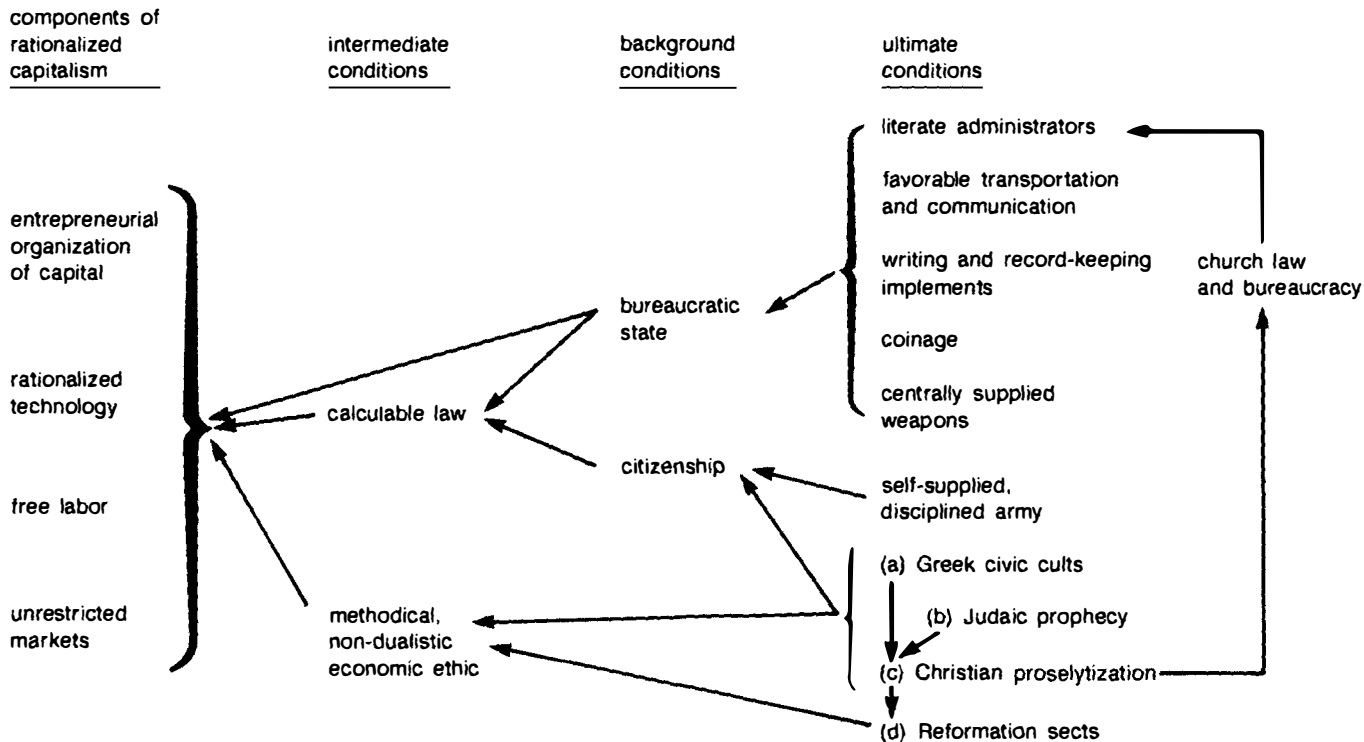 components of
rationalized
capitalism
intermediate
conditions
background
conditions
ultimate
conditions
entrepreneurial
organization
of capital
rationalized
technology
free labor
unrestricted
markets
calculable law
methodical,
non-dualistic
economic ethic
bureaucratic
state
citizenship
literate administrators
favorable transportation
and communication
writing and record-keeping
implements
coinage
centrally supplied
weapons
self-supplied,
disciplined army
(a) Greek civic cults
(b) Judaic prophecy
(c) Christian proselytization
(d) Reformation sects
church law
and bureaucracy